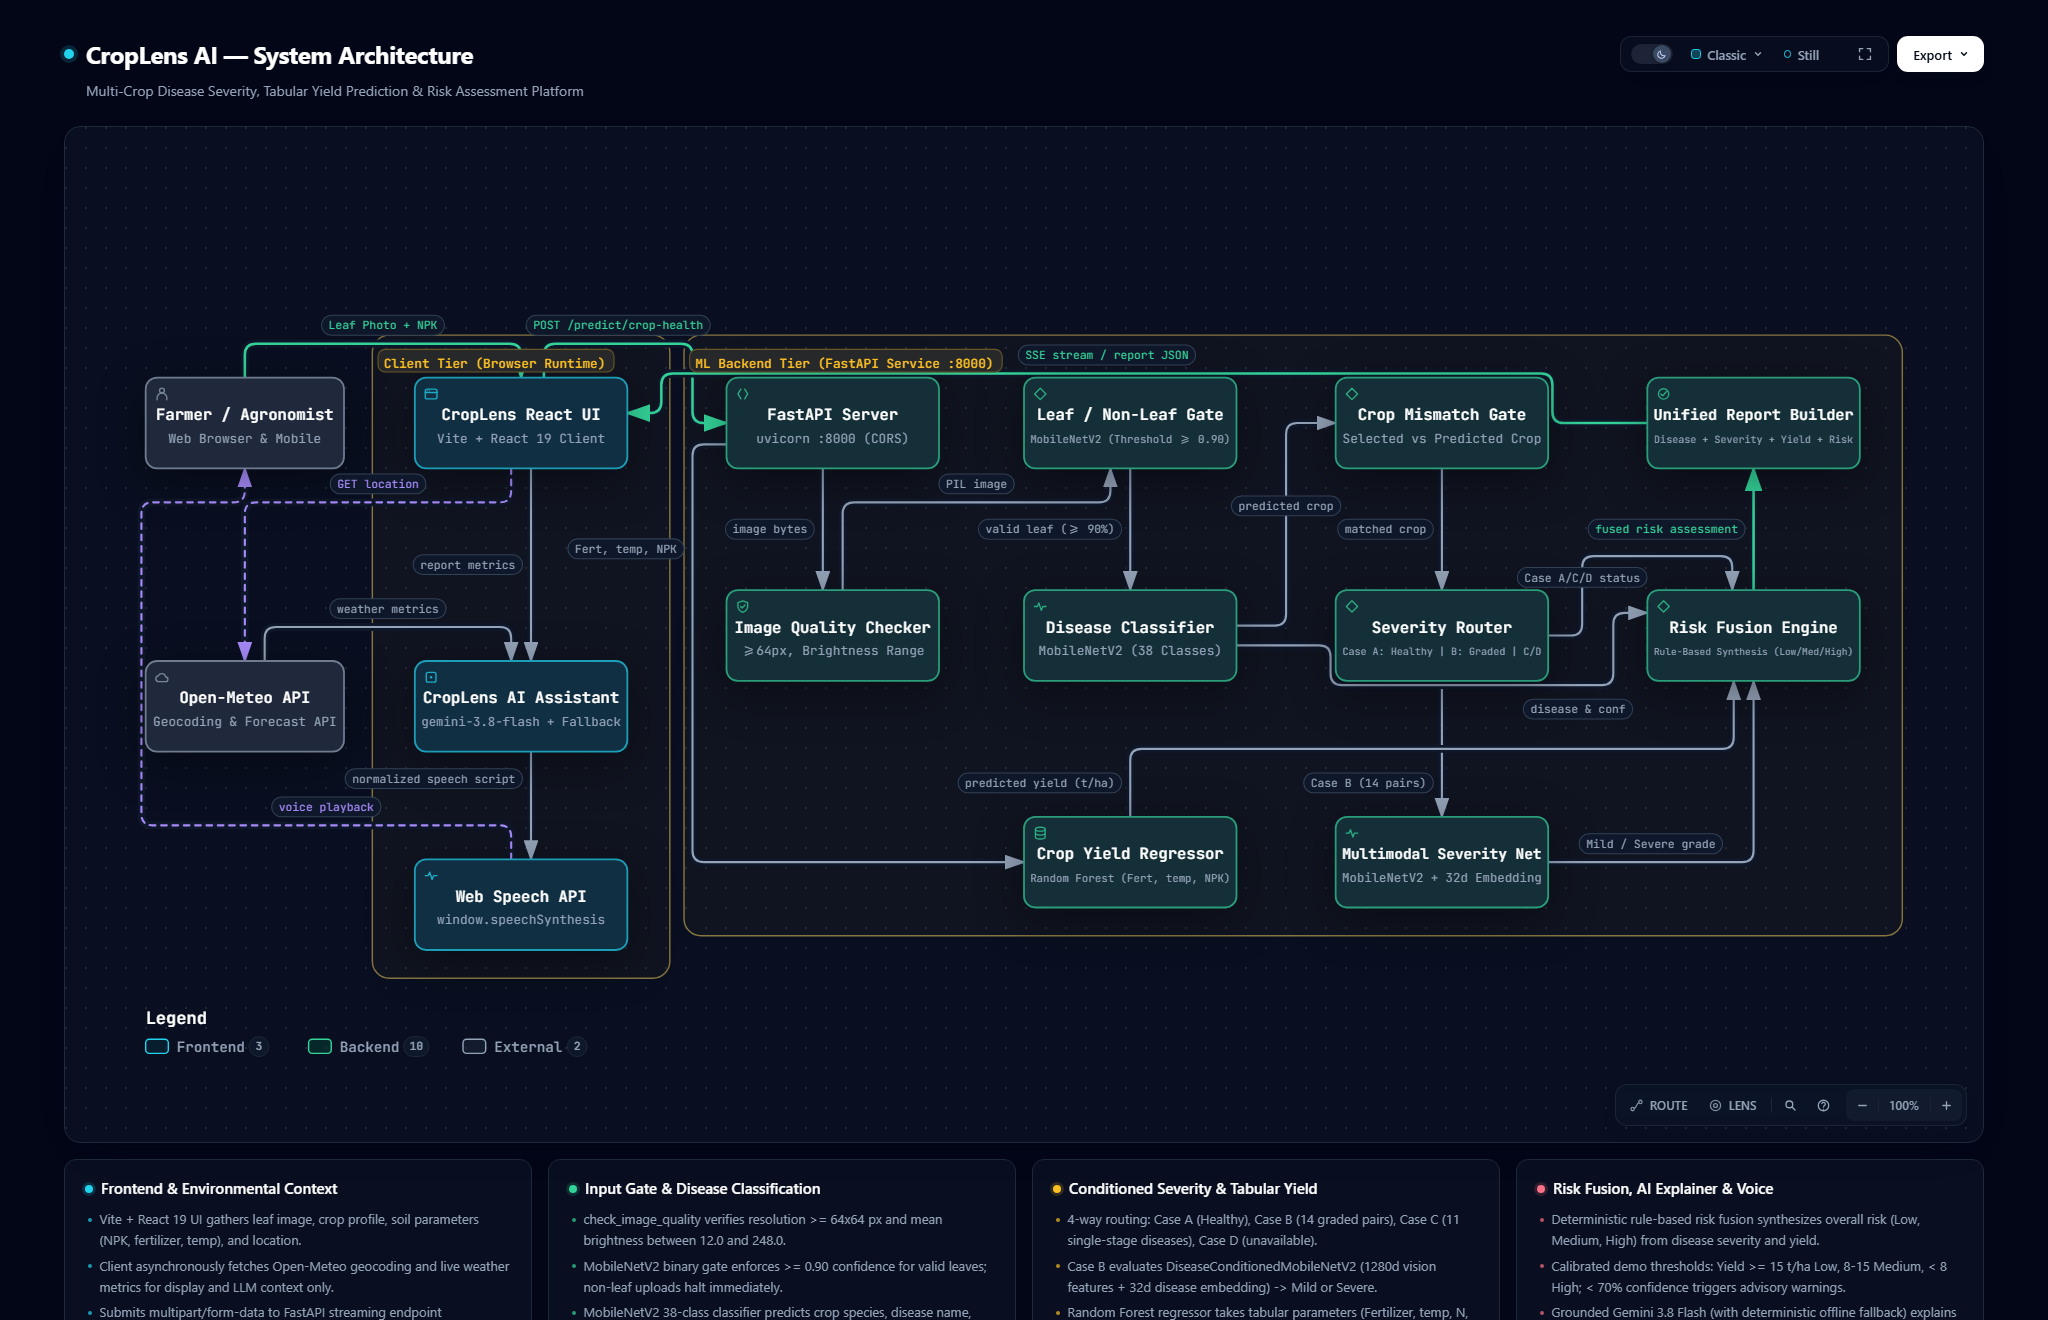 CropLens AI — System Architecture
Multi-Crop Disease Severity, Tabular Yield Prediction & Risk Assessment Platform
Classic
Still
Export
Leaf Photo + NPK
POST /predict/crop-health
Client Tier (Browser Runtime)
ML Backend Tier (FastAPI Service :8000)
SSE stream / report JSON
Farmer / Agronomist
Web Browser & Mobile
CropLens React UI
Vite + React 19 Client
FastAPI Server
uvicorn :8000 (CORS)
Leaf / Non-Leaf Gate
MobileNetV2 (Threshold ⩾ 0.90)
Crop Mismatch Gate
Selected vs Predicted Crop
Unified Report Builder
Disease + Severity + Yield + Risk
GET location
PIL image
predicted crop
image bytes
valid leaf (⩾ 90%)
matched crop
fused risk assessment
Fert, temp, NPK
report metrics
Case A/C/D status
weather metrics
Image Quality Checker
⩾64px, Brightness Range
Disease Classifier
MobileNetV2 (38 Classes)
Severity Router
Case A: Healthy | B: Graded | C/D
Risk Fusion Engine
Rule-Based Synthesis (Low/Med/High)
Open-Meteo API
Geocoding & Forecast API
CropLens AI Assistant
gemini-3.8-flash + Fallback
disease & conf
normalized speech script
predicted yield (t/ha)
Case B (14 pairs)
voice playback
Mild / Severe grade
Crop Yield Regressor
Random Forest (Fert, temp, NPK)
Multimodal Severity Net
MobileNetV2 + 32d Embedding
Web Speech API
window.speechSynthesis
Legend
Frontend 3
Backend 10
External 2
ROUTE
LENS
− 100% +
Frontend & Environmental Context
• Vite + React 19 UI gathers leaf image, crop profile, soil parameters
(NPK, fertilizer, temp), and location.
• Client asynchronously fetches Open-Meteo geocoding and live weather
metrics for display and LLM context only.
• Submits multipart/form-data to FastAPI streaming endpoint
Input Gate & Disease Classification
• check_image_quality verifies resolution >= 64x64 px and mean
brightness between 12.0 and 248.0.
• MobileNetV2 binary gate enforces >= 0.90 confidence for valid leaves;
non-leaf uploads halt immediately.
• MobileNetV2 38-class classifier predicts crop species, disease name,
Conditioned Severity & Tabular Yield
• 4-way routing: Case A (Healthy), Case B (14 graded pairs), Case C (11
single-stage diseases), Case D (unavailable).
• Case B evaluates DiseaseConditionedMobileNetV2 (1280d vision
features + 32d disease embedding) -> Mild or Severe.
• Random Forest regressor takes tabular parameters (Fertilizer, temp, N,
Risk Fusion, AI Explainer & Voice
• Deterministic rule-based risk fusion synthesizes overall risk (Low,
Medium, High) from disease severity and yield.
• Calibrated demo thresholds: Yield >= 15 t/ha Low, 8-15 Medium, < 8
High; < 70% confidence triggers advisory warnings.
• Grounded Gemini 3.8 Flash (with deterministic offline fallback) explains